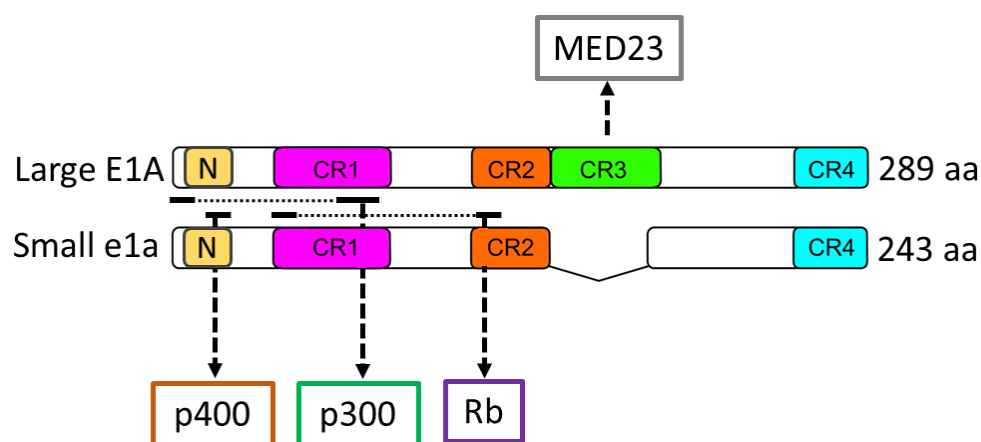 MED23
Large E1A N CR1 CR2 CR3 CR4 289 aa
Small e1a N CR1 CR2 CR4 243 aa
p400 p300 Rb